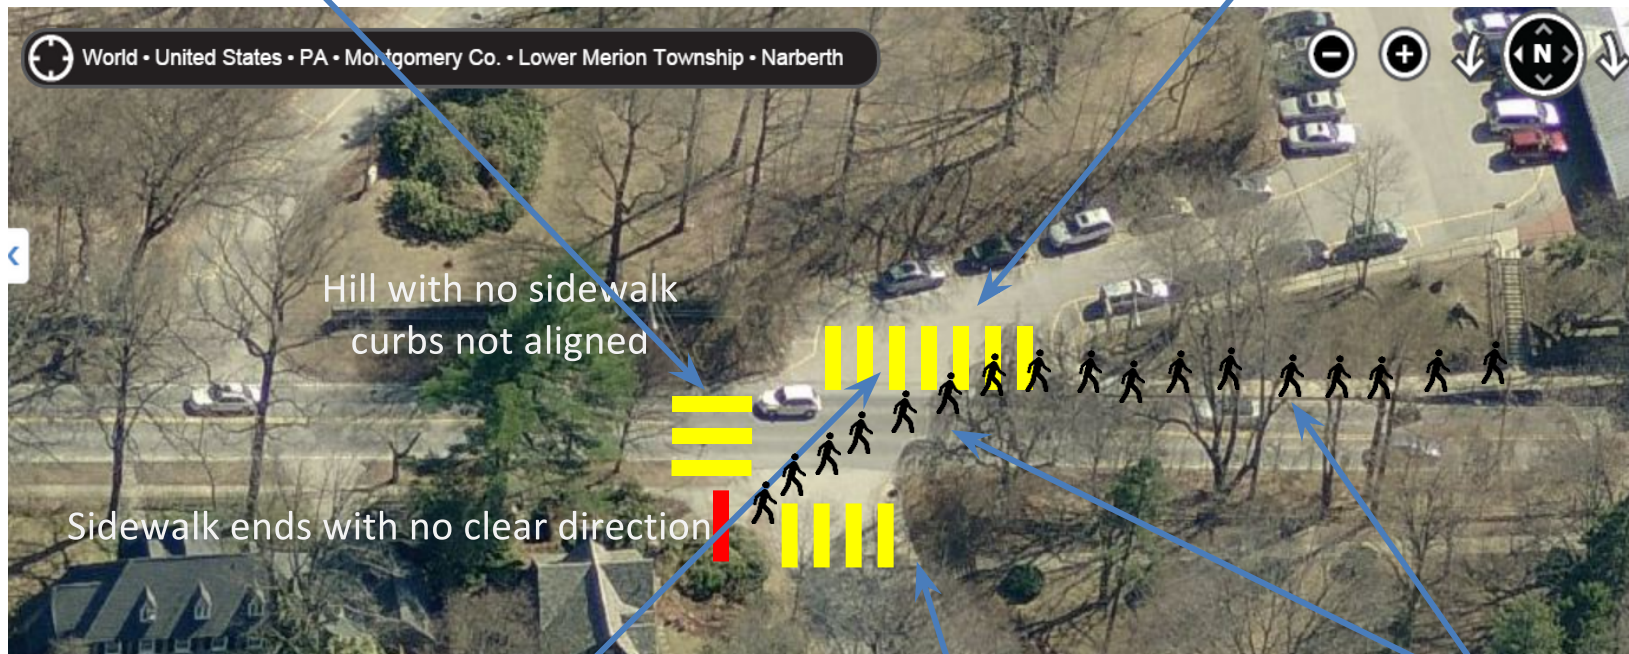 World • United States • PA • Montgomery Co. • Lower Merion Township • Narberth
N
Hill with no sidewalk
curbs not aligned
Sidewalk ends with no clear direction